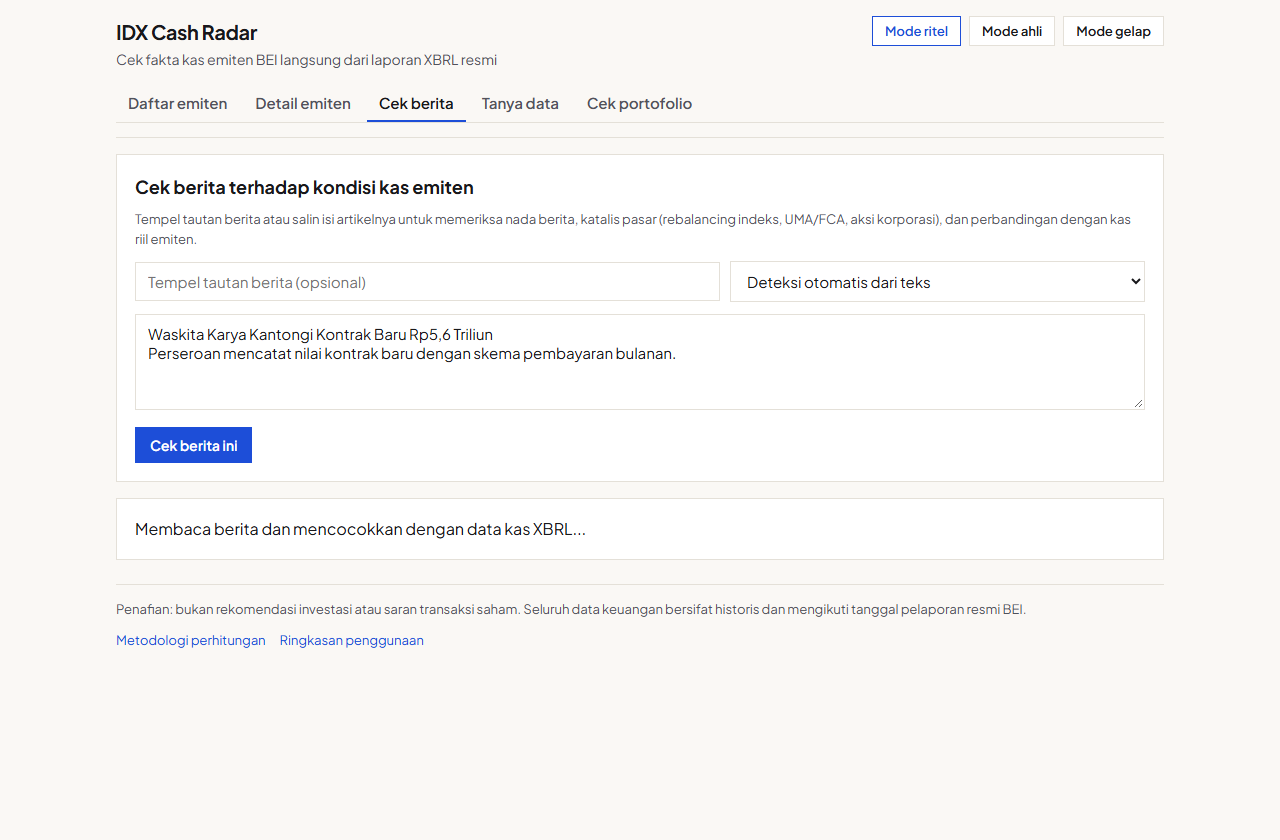 IDX Cash Radar
Cek fakta kas emiten BEI langsung dari laporan XBRL resmi
Mode ritel
Mode ahli
Mode gelap
Daftar emiten
Detail emiten
Cek berita
Tanya data
Cek portofolio
Cek berita terhadap kondisi kas emiten
Tempel tautan berita atau salin isi artikelnya untuk memeriksa nada berita, katalis pasar (rebalancing indeks, UMA/FCA, aksi korporasi), dan perbandingan dengan kas
riil emiten.
Tempel tautan berita (opsional)
Deteksi otomatis dari teks
Waskita Karya Kantongi Kontrak Baru Rp5,6 Triliun
Perseroan mencatat nilai kontrak baru dengan skema pembayaran bulanan.
Cek berita ini
Membaca berita dan mencocokkan dengan data kas XBRL...
Penafian: bukan rekomendasi investasi atau saran transaksi saham. Seluruh data keuangan bersifat historis dan mengikuti tanggal pelaporan resmi BEI.
Metodologi perhitungan
Ringkasan penggunaan